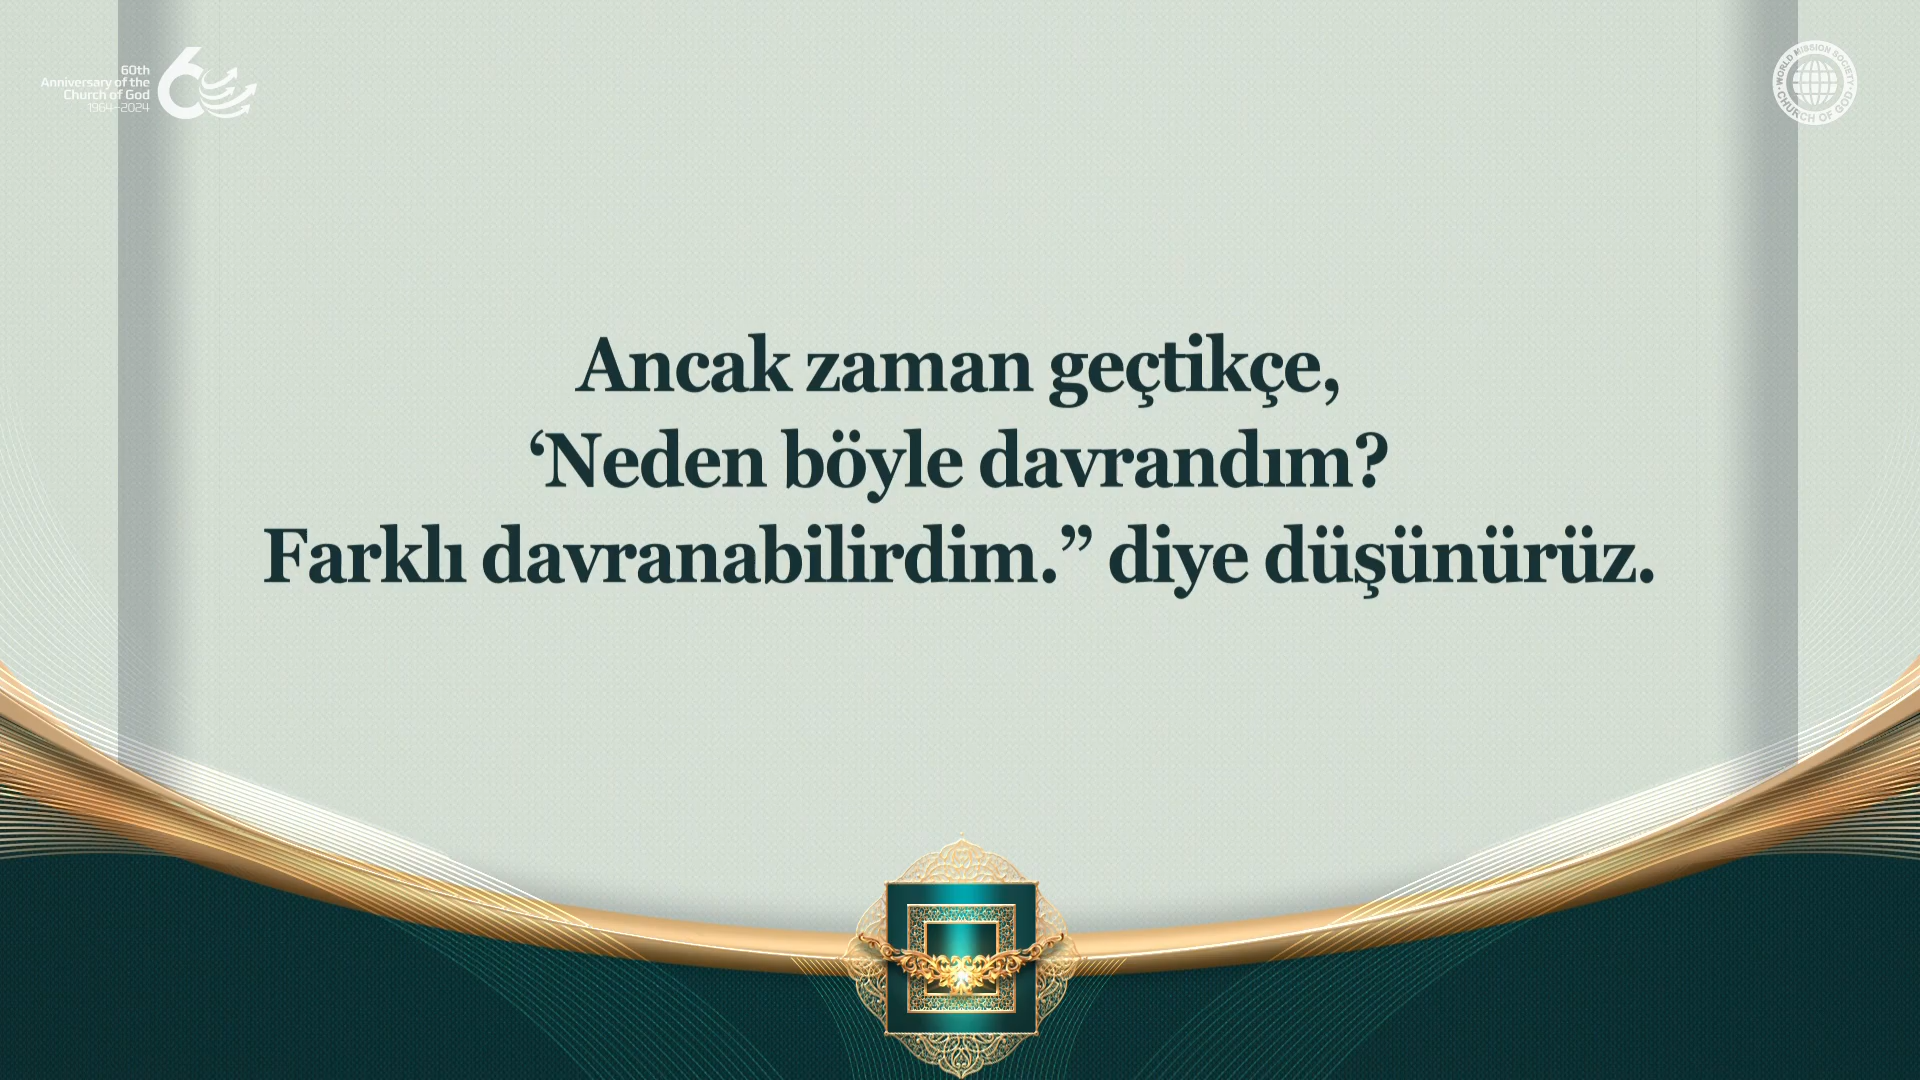 60th
Anniversary of the
Church of God
1964–2024
WORLD MISSION SOCIETY
CHURCH OF GOD
Ancak zaman geçtikçe,
‘Neden böyle davrandım?
Farklı davranabilirdim.” diye düşünürüz.